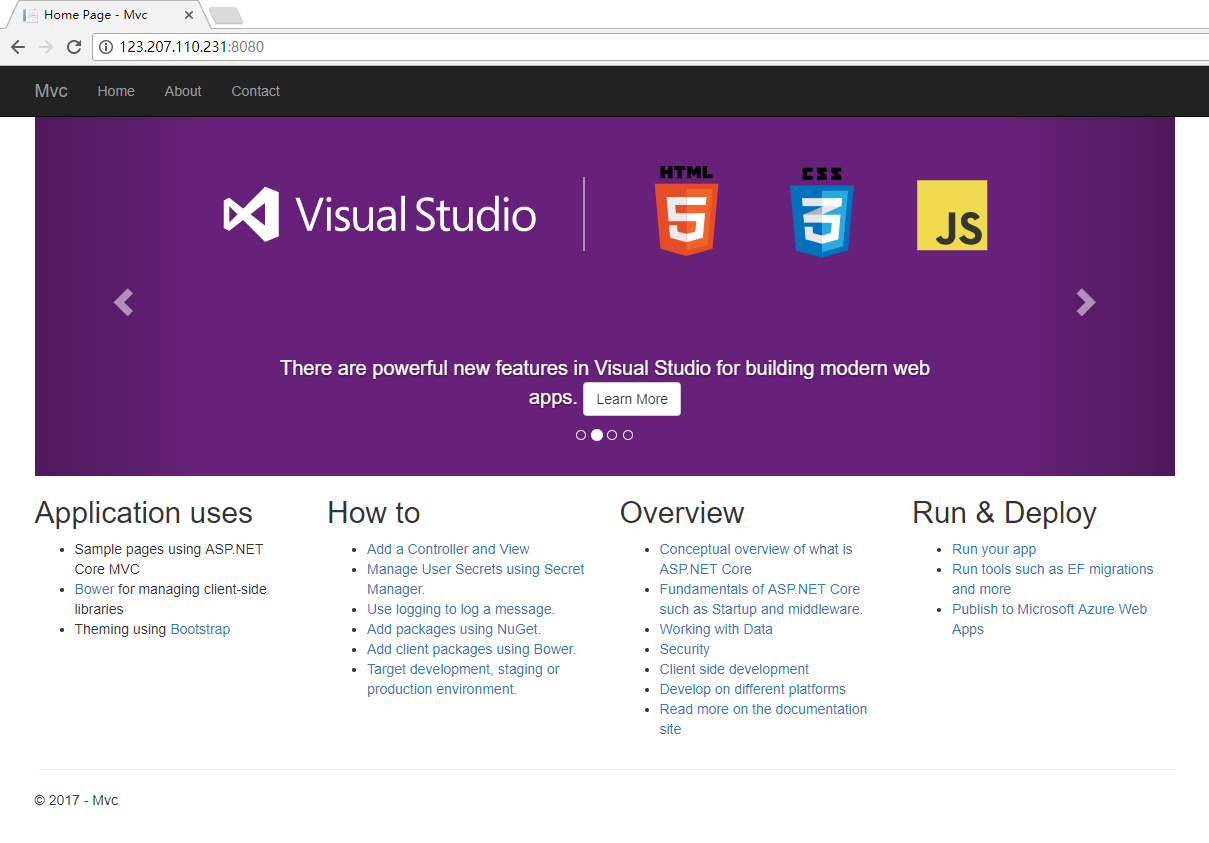 Home Page - Mvc
123.207.110.231:8080
Mvc Home About Contact
Visual Studio
HTML
5
CSS
3
JS
There are powerful new features in Visual Studio for building modern web
apps. Learn More
Application uses
Sample pages using ASP.NET
Core MVC
Bower for managing client-side
libraries
Theming using Bootstrap
How to
Add a Controller and View
Manage User Secrets using Secret
Manager.
Use logging to log a message.
Add packages using NuGet.
Add client packages using Bower.
Target development, staging or
production environment.
Overview
Conceptual overview of what is
ASP.NET Core
Fundamentals of ASP.NET Core
such as Startup and middleware.
Working with Data
Security
Client side development
Develop on different platforms
Read more on the documentation
site
Run & Deploy
Run your app
Run tools such as EF migrations
and more
Publish to Microsoft Azure Web
Apps
© 2017 - Mvc